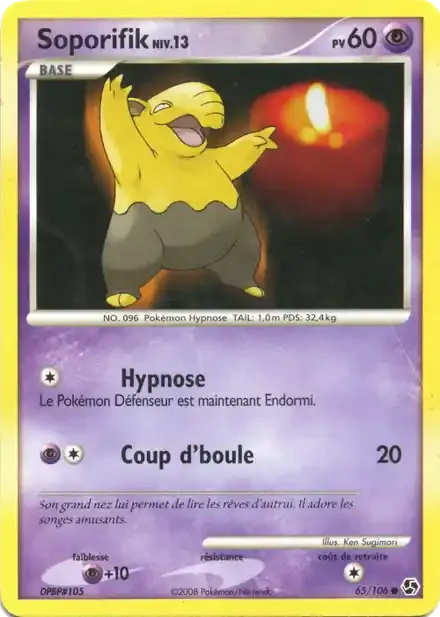 Soporifik NIV.13 PV 60
BASE
NO. 096 Pokémon Hypnose TAIL: 1,0 m PDS: 32,4 kg
Hypnose
Le Pokémon Défenseur est maintenant Endormi.
Coup d'boule 20
Son grand nez lui permet de lire les rêves d'autrui. Il adore les
songes amusants.
Illus. Ken Sugimori
faiblesse résistance coût de retraite
+10
DPBP#105 ©2008 Pokémon/Nintendo 65/106